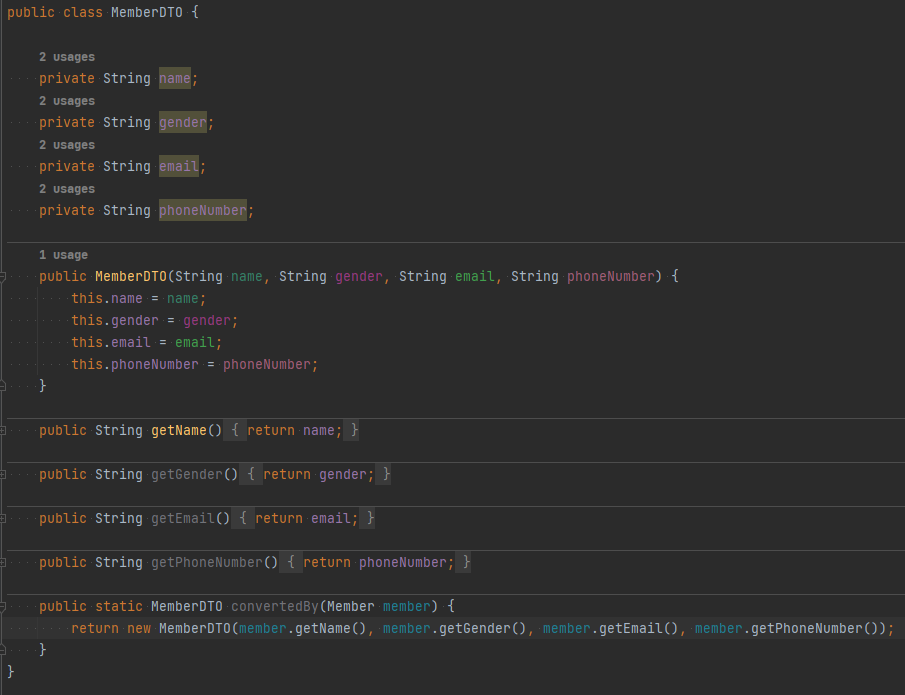 public class MemberDTO {
2 usages
private String name;
2 usages
private String gender;
2 usages
private String email;
2 usages
private String phoneNumber;
1 usage
public MemberDTO(String name, String gender, String email, String phoneNumber) {
this.name = name;
this.gender = gender;
this.email = email;
this.phoneNumber = phoneNumber;
}
public String getName() { return name; }
public String getGender() { return gender; }
public String getEmail() { return email; }
public String getPhoneNumber() { return phoneNumber; }
public static MemberDTO convertedBy(Member member) {
return new MemberDTO(member.getName(), member.getGender(), member.getEmail(), member.getPhoneNumber());
}
}